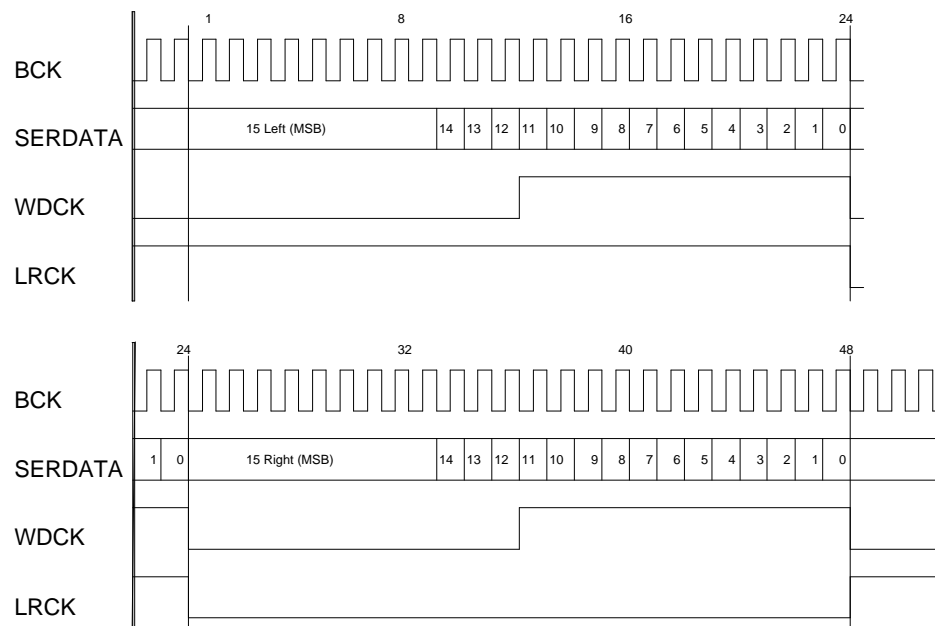 1 8 16 24
BCK
SERDATA 15 Left (MSB) 14 13 12 11 10 9 8 7 6 5 4 3 2 1 0
WDCK
LRCK
24 32 40 48
BCK
SERDATA 1 0 15 Right (MSB) 14 13 12 11 10 9 8 7 6 5 4 3 2 1 0
WDCK
LRCK